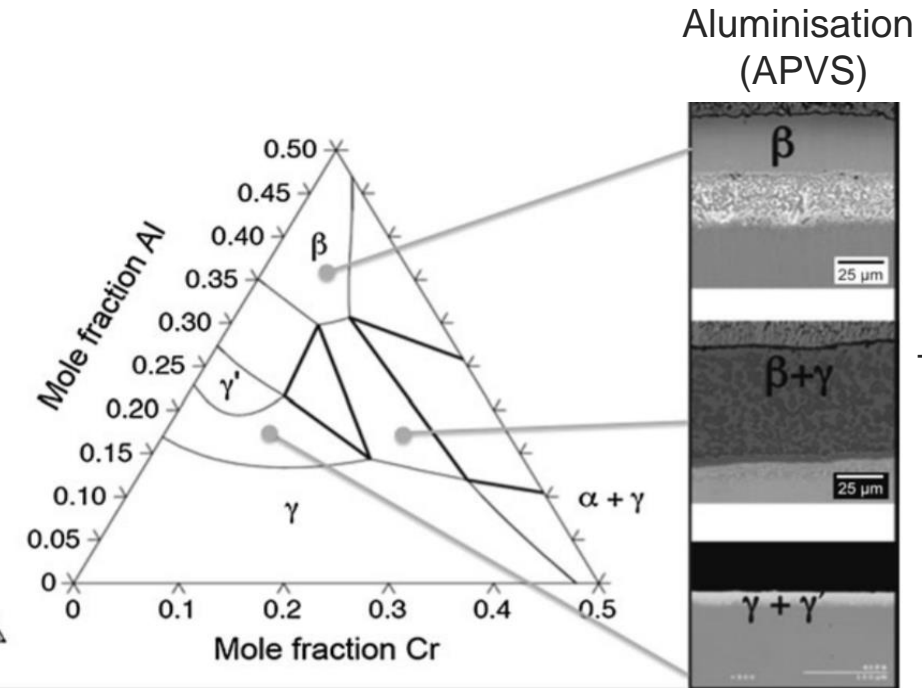 Aluminisation
(APVS)
Mole fraction Al
0.50
0.45
0.40
0.35
0.30
0.25
0.20
0.15
0.10
0.05
0
β
γ'
γ
α + γ
0
0.1
0.2
0.3
0.4
0.5
Mole fraction Cr
β
25 µm
β+γ
25 µm
γ + γ'